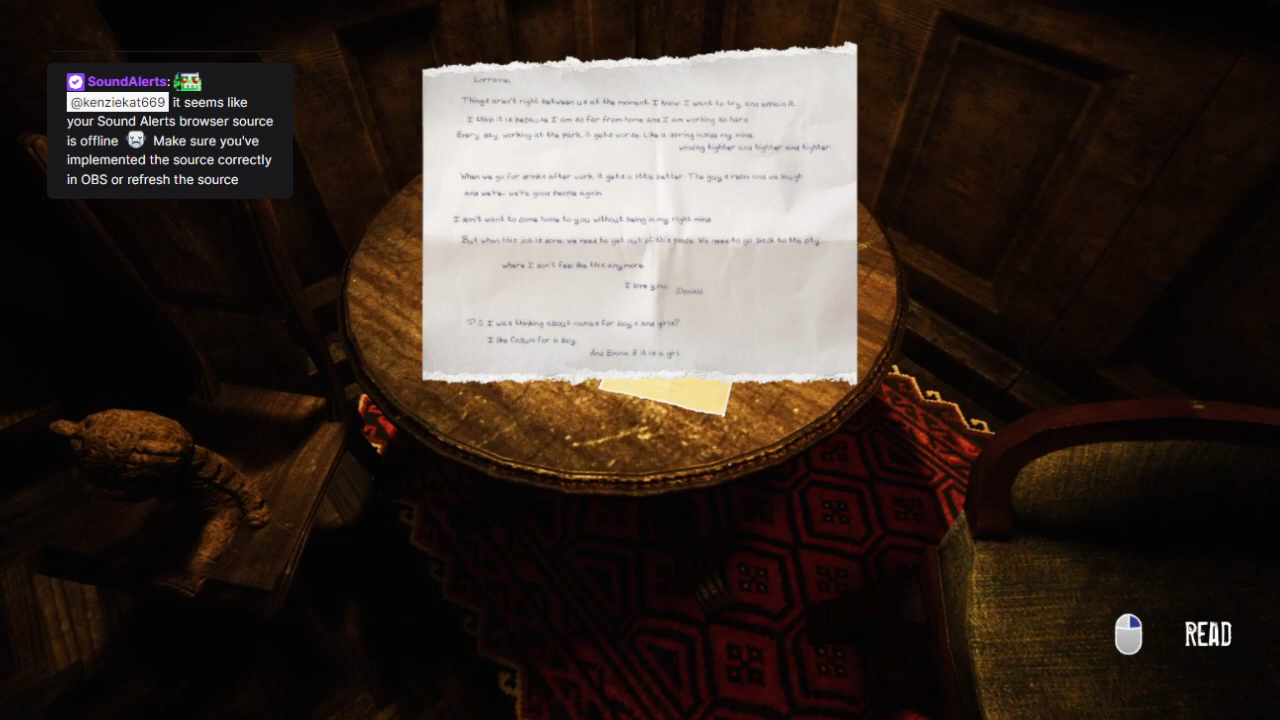 SoundAlerts:
@kenziekat669 it seems like
your Sound Alerts browser source
is offline Make sure you've
implemented the source correctly
in OBS or refresh the source
Lorraine,
Things aren't right between us at the moment. I know. I want to try, and explain it.
I think it is because I am so far from home and I am working so hard.
Every day working at the park, it gets worse. Like a spring inside my mind.
winding tighter and tighter and tighter.
When we go for drinks after work, it gets a little better. The guys relax and we laugh
and we're- we're good people again.
I don't want to come home to you without being in my right mind.
But when this job is done, we need to get out of this place. We need to go back to the city,
where I don't feel like this anymore.
I love you. Donald
P.S. I was thinking about names for boys and girls?
I like Callum for a boy.
And Emma if it is a girl.
READ